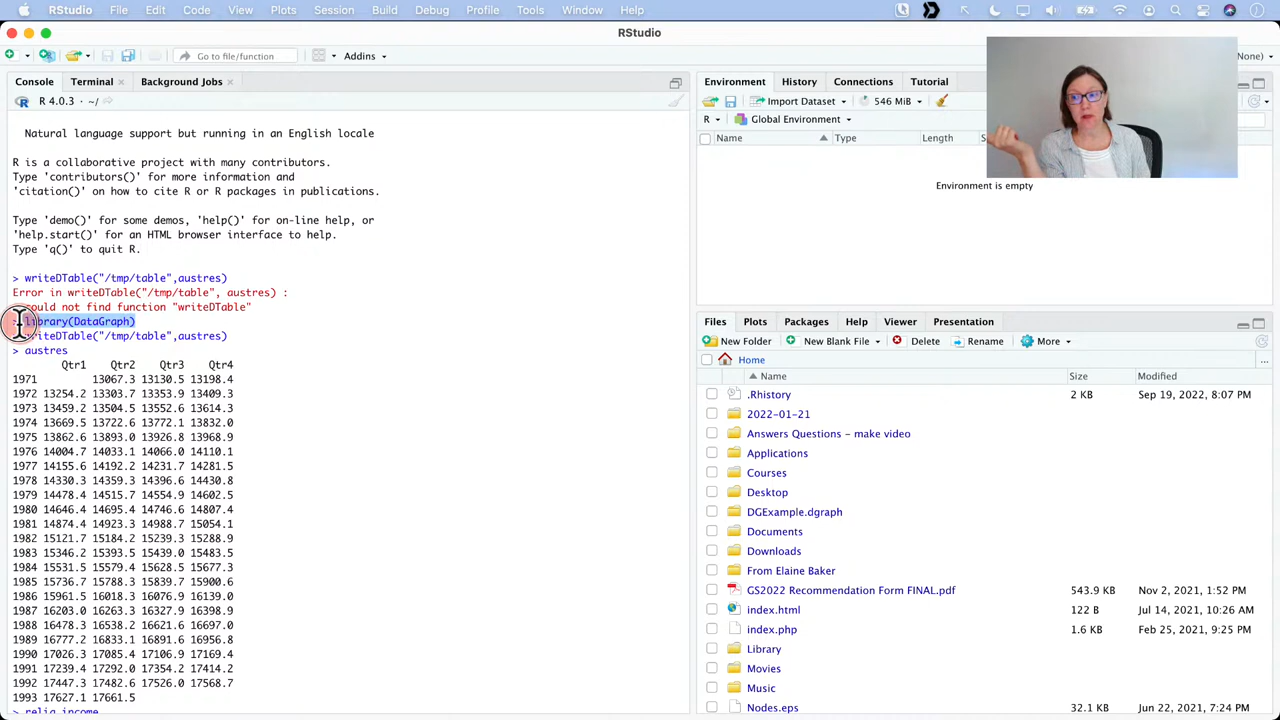 RStudio File Edit Code View Plots Session Build Debug Profile Tools Window Help
RStudio
Go to file/function
Addins
None)
Console Terminal Background Jobs
R 4.0.3 · ~/
Natural language support but running in an English locale
R is a collaborative project with many contributors.
Type 'contributors()' for more information and
'citation()' on how to cite R or R packages in publications.
Type 'demo()' for some demos, 'help()' for on-line help, or
'help.start()' for an HTML browser interface to help.
Type 'q()' to quit R.
> writeDTable("/tmp/table",austres)
Error in writeDTable("/tmp/table", austres) :
could not find function "writeDTable"
> library(DataGraph)
> writeDTable("/tmp/table",austres)
> austres
Qtr1 Qtr2 Qtr3 Qtr4
1971 13067.3 13130.5 13198.4
1972 13254.2 13303.7 13353.9 13409.3
1973 13459.2 13504.5 13552.6 13614.3
1974 13669.5 13722.6 13772.1 13832.0
1975 13862.6 13893.0 13926.8 13968.9
1976 14004.7 14033.1 14066.0 14110.1
1977 14155.6 14192.2 14231.7 14281.5
1978 14330.3 14359.3 14396.6 14430.8
1979 14478.4 14515.7 14554.9 14602.5
1980 14646.4 14695.4 14746.6 14807.4
1981 14874.4 14923.3 14988.7 15054.1
1982 15121.7 15184.2 15239.3 15288.9
1983 15346.2 15393.5 15439.0 15483.5
1984 15531.5 15579.4 15628.5 15677.3
1985 15736.7 15788.3 15839.7 15900.6
1986 15961.5 16018.3 16076.9 16139.0
1987 16203.0 16263.3 16327.9 16398.9
1988 16478.3 16538.2 16621.6 16697.0
1989 16777.2 16833.1 16891.6 16956.8
1990 17026.3 17085.4 17106.9 17169.4
1991 17239.4 17292.0 17354.2 17414.2
1992 17447.3 17482.6 17526.0 17568.7
1993 17627.1 17661.5
> relig_income
Environment History Connections Tutorial
Import Dataset 546 MiB
R Global Environment
Name Type Length S
Environment is empty
Files Plots Packages Help Viewer Presentation
New Folder New Blank File Delete Rename More
Home ...
Name Size Modified
.Rhistory 2 KB Sep 19, 2022, 8:07 PM
2022-01-21
Answers Questions - make video
Applications
Courses
Desktop
DGExample.dgraph
Documents
Downloads
From Elaine Baker
GS2022 Recommendation Form FINAL.pdf 543.9 KB Nov 2, 2021, 1:52 PM
index.html 122 B Jul 14, 2021, 10:26 AM
index.php 1.6 KB Feb 25, 2021, 9:25 PM
Library
Movies
Music
Nodes.eps 32.1 KB Jun 22, 2021, 7:24 PM